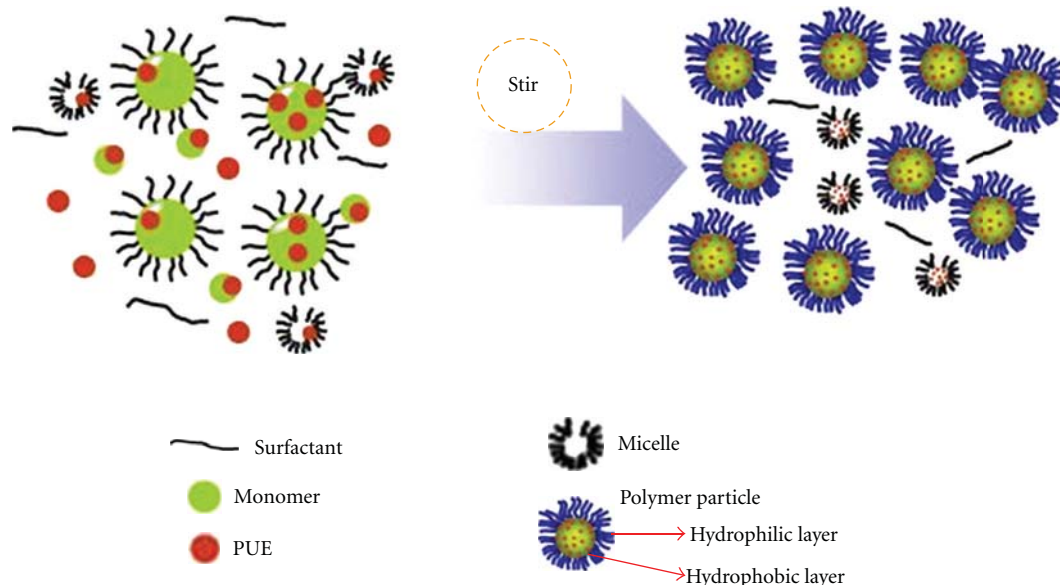 Stir
Surfactant
Monomer
PUE
Micelle
Polymer particle
Hydrophilic layer
Hydrophobic layer